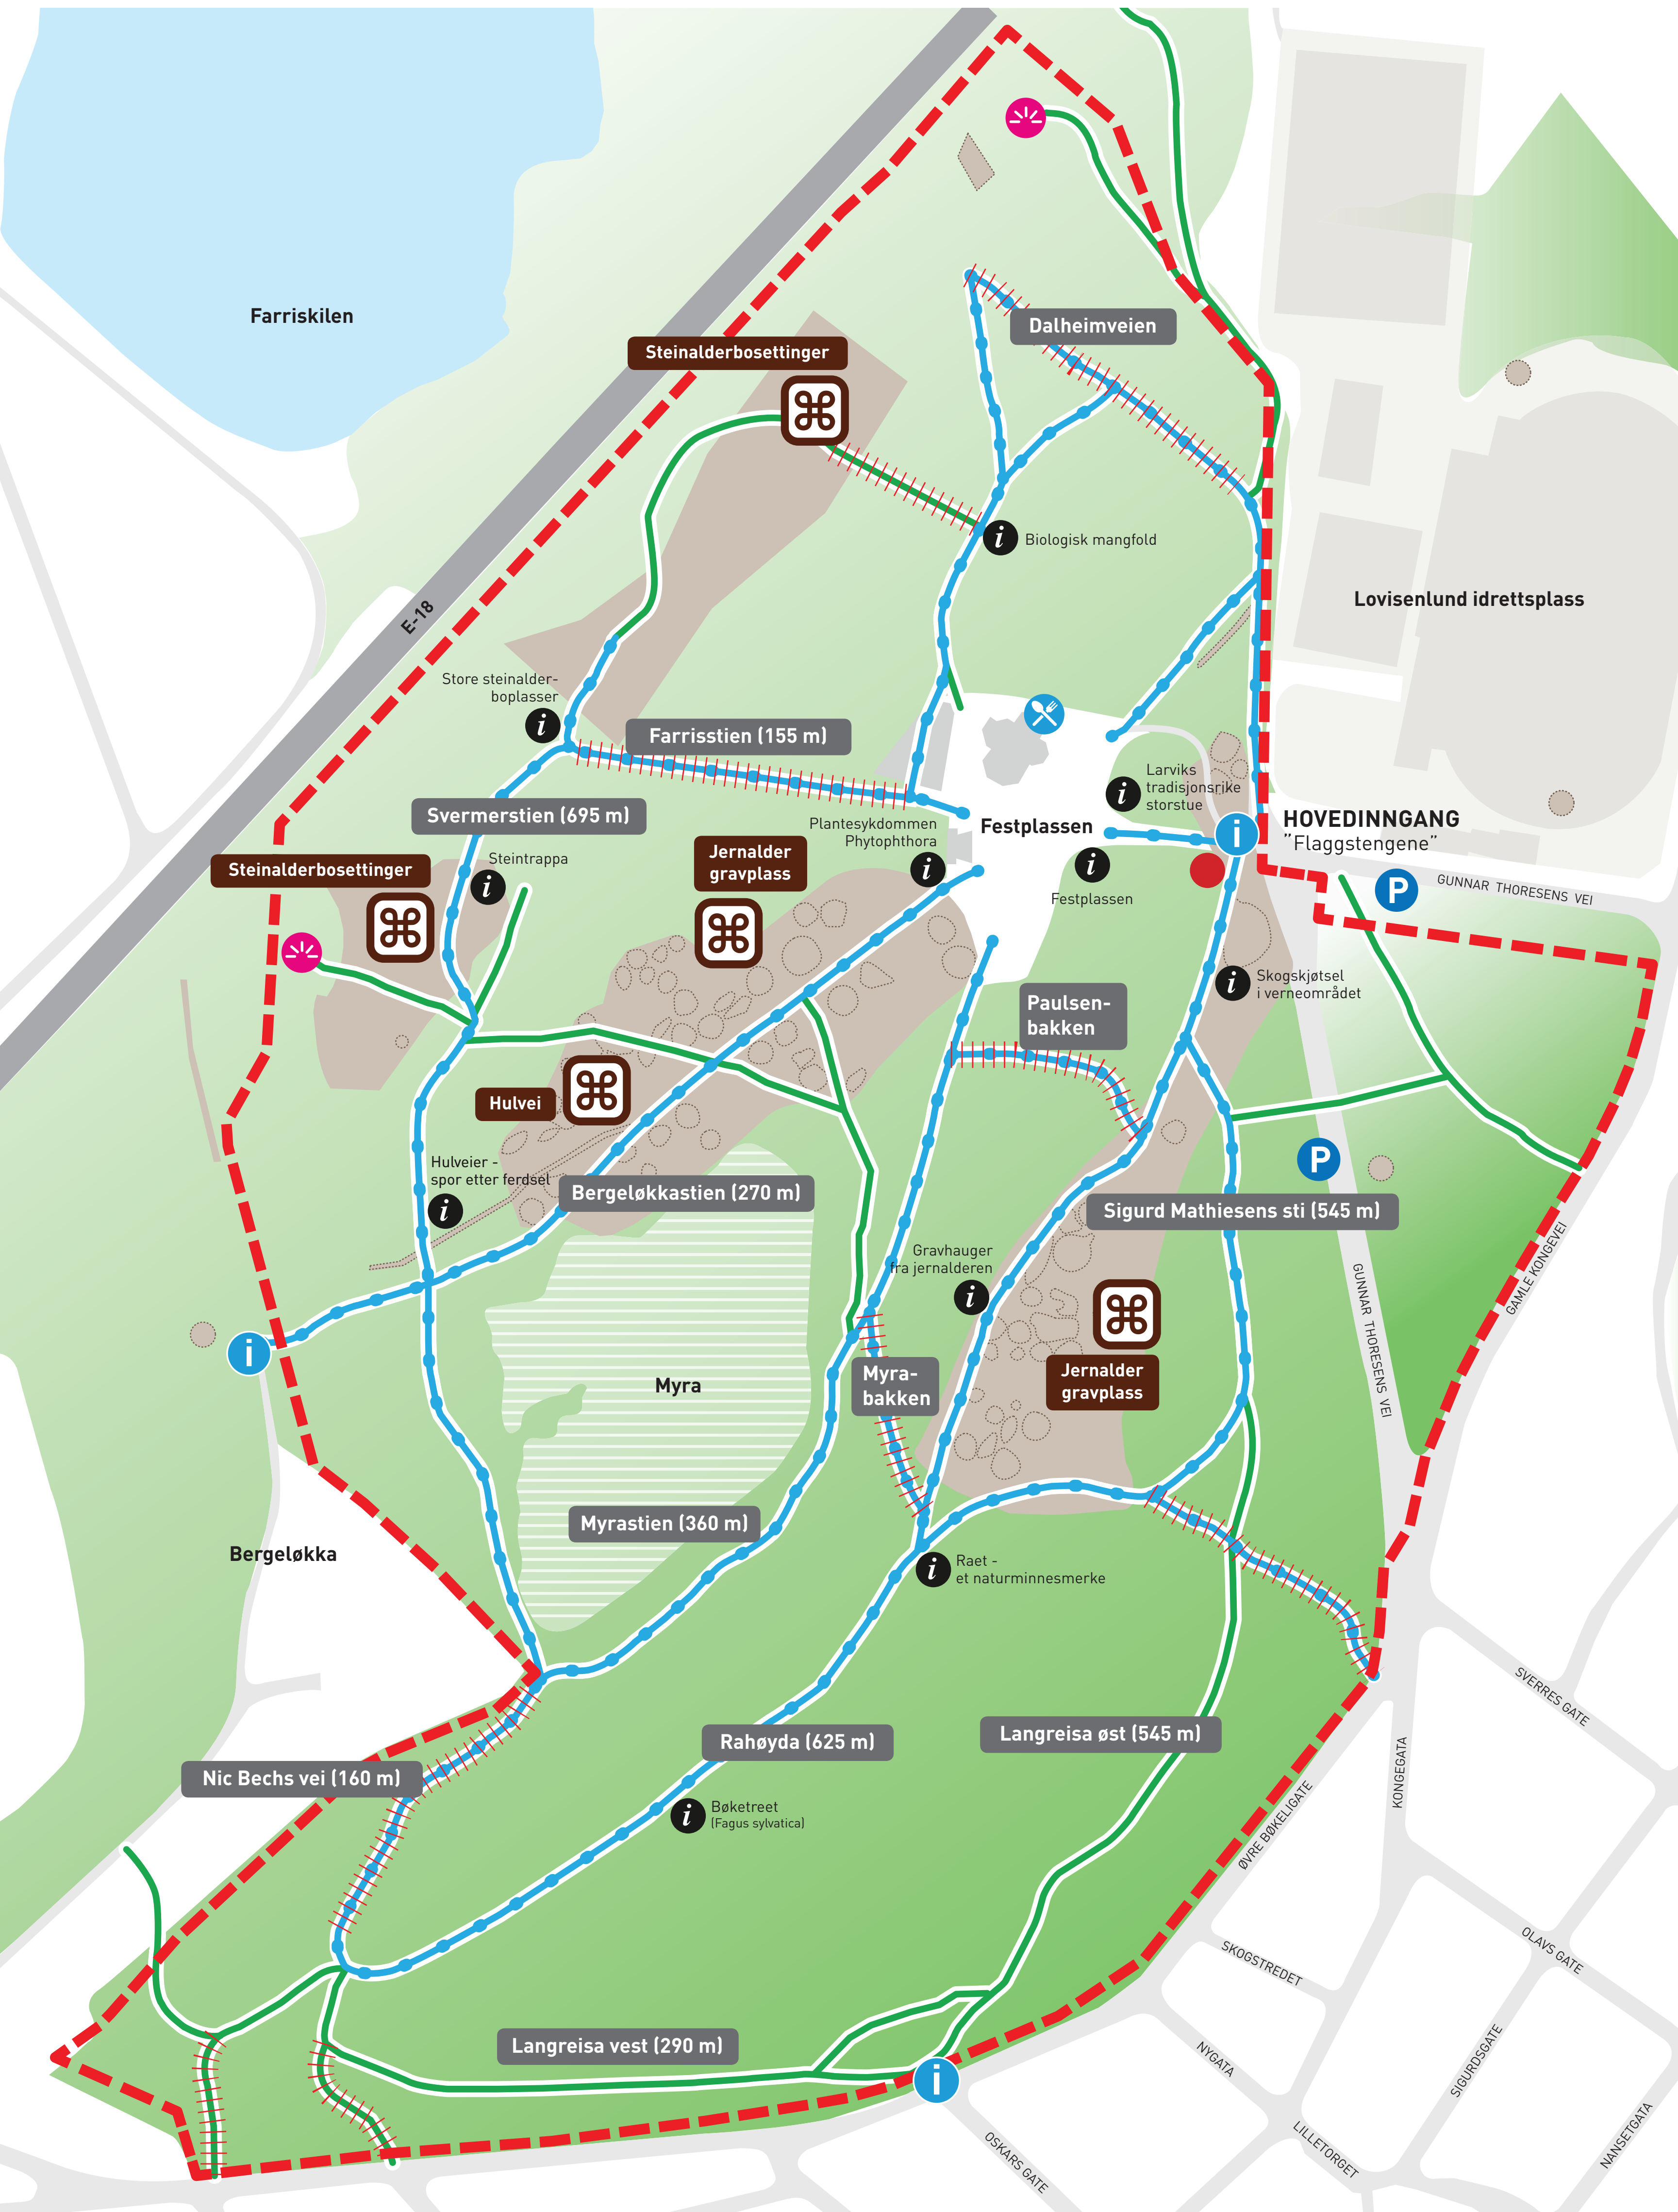 Farriskilen
Dalheimveien
Steinalderbosettinger
Biologisk mangfold
Lovisenlund idrettsplass
E-18
Store steinalder-
boplasser
Farrisstien (155 m)
Svermerstien (695 m)
Larviks
tradisjonsrike
storstue
Plantesykdommen
Phytophthora
Festplassen
HOVEDINNGANG
"Flaggstengene"
Steinalderbosettinger
Steintrappa
Jernalder
gravplass
Festplassen
GUNNAR THORESENS VEI
P
Skogskjøtsel
i verneområdet
Paulsen-
bakken
Hulvei
Hulveier -
spor etter ferdsel
Bergeløkkastien (270 m)
P
Sigurd Mathiesens sti (545 m)
Gravhauger
fra jernalderen
GAMLE KONGEVEI
GUNNAR THORESENS VEI
Myra
Myra-
bakken
Jernalder
gravplass
Myrastien (360 m)
Bergeløkka
Raet -
et naturminnesmerke
SVERRES GATE
Rahøyda (625 m)
Langreisa øst (545 m)
KONGEGATA
Nic Bechs vei (160 m)
Bøketreet
(Fagus sylvatica)
ØVRE BØKELIGATE
SKOGSTREDET
OLAVS GATE
Langreisa vest (290 m)
NYGATA
SIGURDSGATE
OSKARS GATE
LILLETORGET
NANSETGATA